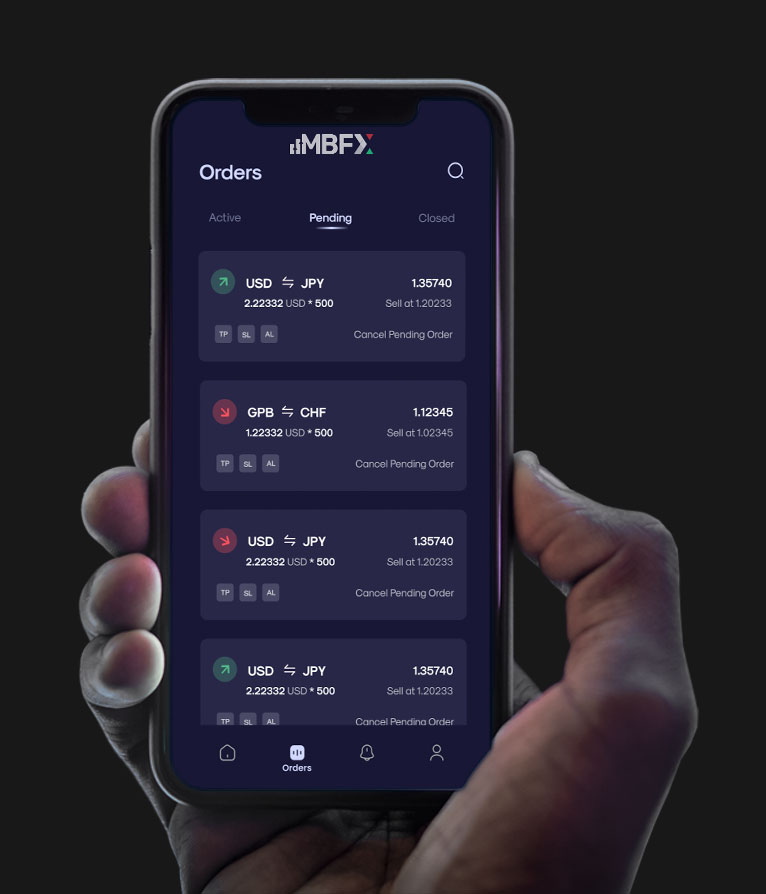 MBFX
Orders
Active Pending Closed
USD JPY 1.35740
2.22332 USD * 500 Sell at 1.20233
TP SL AL Cancel Pending Order
GPB CHF 1.12345
1.22332 USD * 500 Sell at 1.02345
TP SL AL Cancel Pending Order
USD JPY 1.35740
2.22332 USD * 500 Sell at 1.20233
TP SL AL Cancel Pending Order
USD JPY 1.35740
2.22332 USD * 500 Sell at 1.20233
TP SL AL Cancel Pending Order
Orders